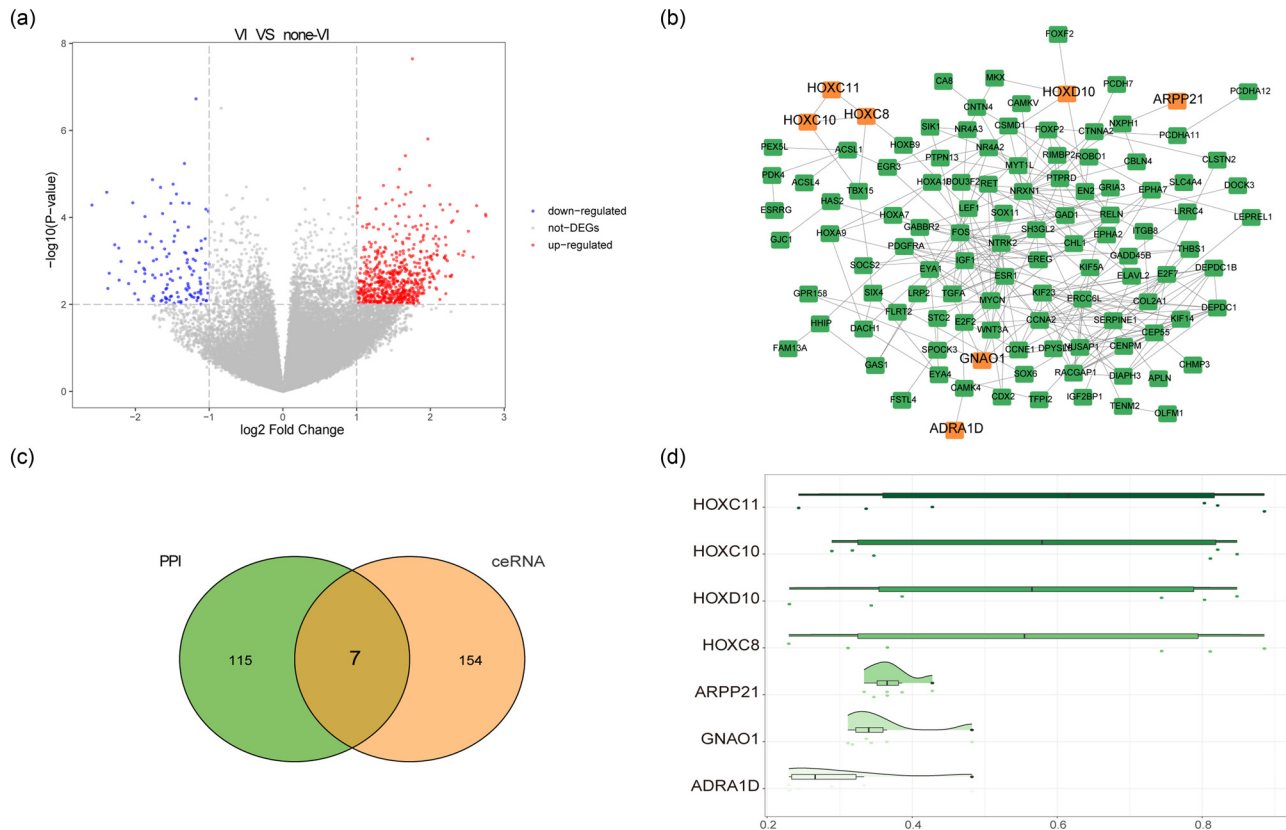 (a)
VI VS none-VI
8
6
4
2
0
−2
−1
0
1
2
3
-log10(P-value)
log2 Fold Change
down-regulated
not-DEGs
up-regulated
(b)
FOXF2
HOXC11
CA8
MKX
HOXD10
PCDH7
ARPP21
PCDHA12
HOXC10
HOXC8
CNTN4
CAMKV
NXPH1
SIK1
NR4A3
CSMD1
FOXP2
CTNNA2
PCDHA11
PEX5L
ACSL1
HOXB9
EGR3
PTPN13
NR4A2
MYT1L
RIMBP2
ROBO1
CBLN4
CLSTN2
PDK4
ACSL4
TBX15
POU3F2
RET
NRXN1
PTPRD
EN2
GRIA3
EPHA7
SLC4A4
DOCK3
ESRRG
HAS2
HOXA7
LEF1
SOX11
GAD1
RELN
LRRC4
LEPREL1
GJC1
HOXA9
GABBR2
FOS
SH3GL2
EPHA2
ITGB8
PDGFRA
NTRK2
CHL1
GADD45B
THBS1
SOCS2
EYA1
IGF1
EREG
KIF5A
ELAVL2
E2F7
DEPDC1B
ESR1
GPR158
SIX4
LRP2
TGFA
MYCN
KIF23
ERCC6L
COL2A1
DEPDC1
HHIP
DACH1
FLRT2
STC2
E2F2
WNT3A
CCNA2
SERPINE1
KIF14
CEP55
FAM13A
GAS1
SPOCK3
GNAO1
CCNE1
NUSAP1
CENPM
CHMP3
EYA4
CAMK4
SOX6
RACGAP1
DIAPH3
APLN
FSTL4
CDX2
TFPI2
IGF2BP1
TENM2
OLFM1
ADRA1D
(c)
PPI
ceRNA
115
7
154
(d)
HOXC11
HOXC10
HOXD10
HOXC8
ARPP21
GNAO1
ADRA1D
0.2
0.4
0.6
0.8